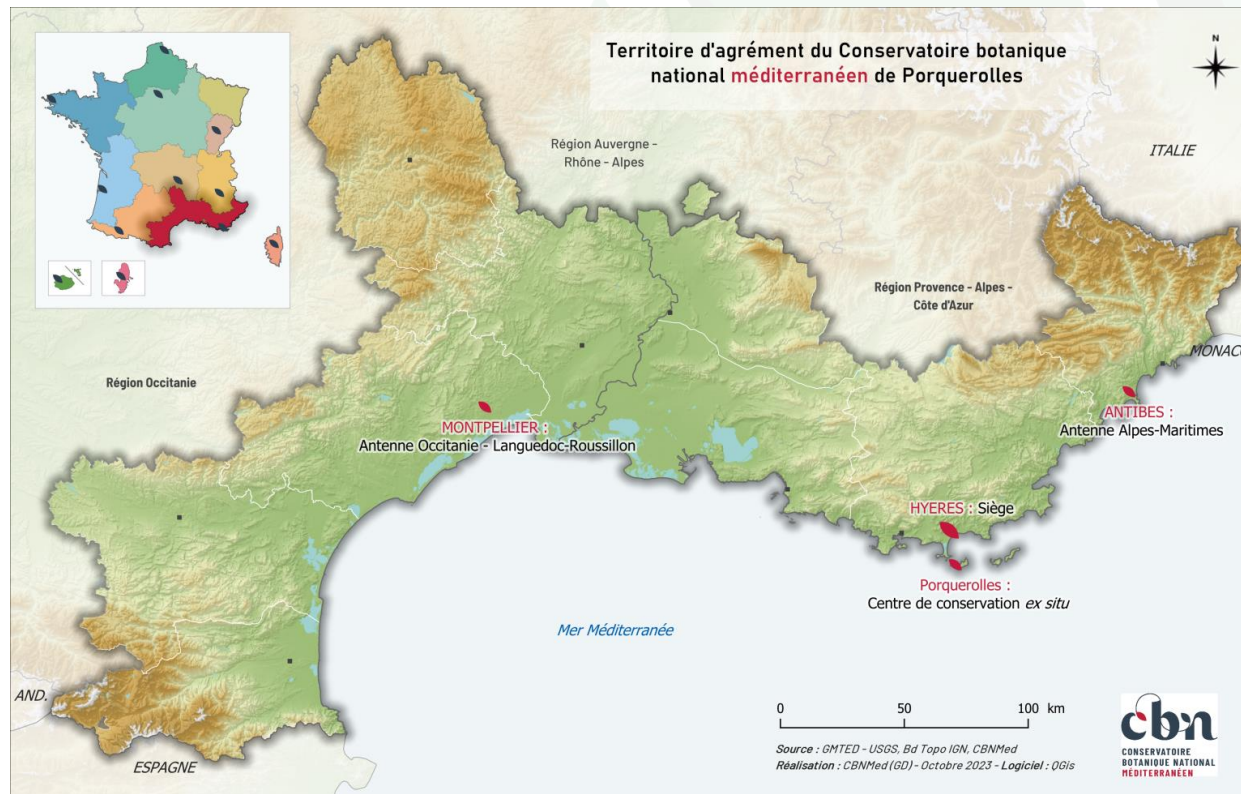 Territoire d'agrément du Conservatoire botanique
national méditerranéen de Porquerolles
N
ITALIE
Région Auvergne -
Rhône - Alpes
Région Provence - Alpes -
Côte d'Azur
MONACO
Région Occitanie
MONTPELLIER :
Antenne Occitanie - Languedoc-Roussillon
ANTIBES :
Antenne Alpes-Maritimes
HYERES : Siège
Porquerolles :
Centre de conservation ex situ
Mer Méditerranée
AND.
ESPAGNE
0 50 100 km
Source : GMTED - USGS, Bd Topo IGN, CBNMed
Réalisation : CBNMed (GD) - Octobre 2023 - Logiciel : QGis
cbn
CONSERVATOIRE
BOTANIQUE NATIONAL
MÉDITERRANÉEN